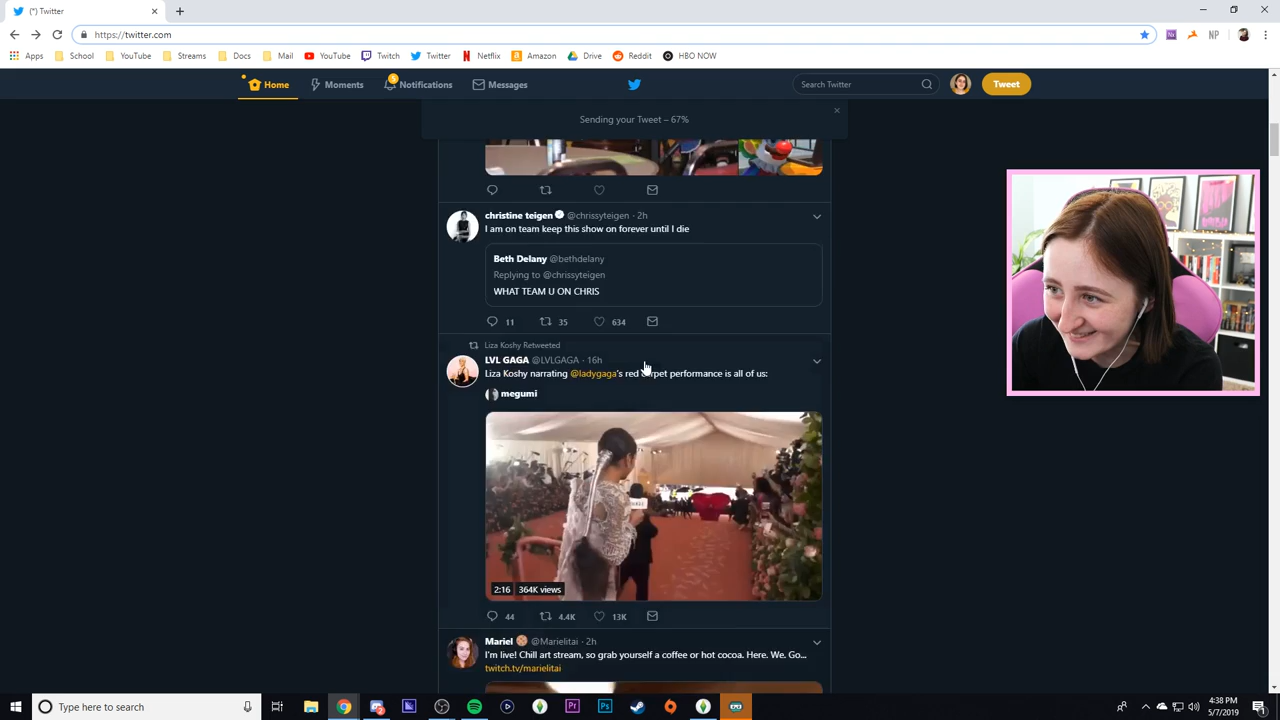 (*) Twitter
https://twitter.com
NP
Apps School YouTube Streams Docs Mail YouTube Twitch Twitter Netflix Amazon Drive Reddit HBO NOW
Home Moments 5 Notifications Messages Search Twitter Tweet
Sending your Tweet – 67%
christine teigen @chrissyteigen · 2h
I am on team keep this show on forever until I die
Beth Delany @bethdelany
Replying to @chrissyteigen
WHAT TEAM U ON CHRIS
11 35 634
Liza Koshy Retweeted
LVL GAGA @LVLGAGA · 16h
Liza Koshy narrating @ladygaga's red carpet performance is all of us:
megumi
2:16 364K views
44 4.4K 13K
Mariel @Marielitai · 2h
I'm live! Chill art stream, so grab yourself a coffee or hot cocoa. Here. We. Go...
twitch.tv/marielitai
Type here to search
Pr Ps
4:38 PM
5/7/2019